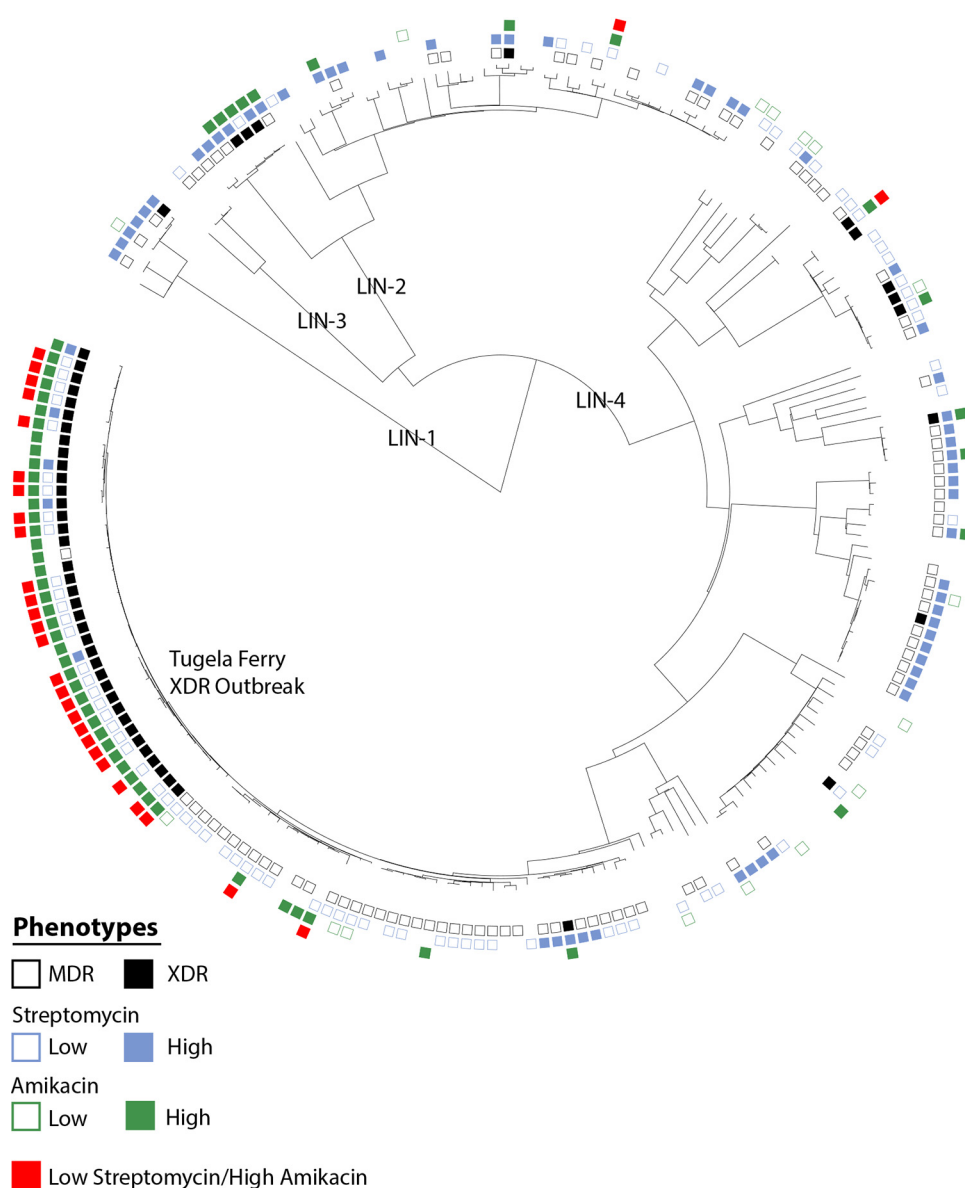 LIN-2
LIN-3
LIN-4
LIN-1
Tugela Ferry
XDR Outbreak
Phenotypes
MDR XDR
Streptomycin
Low High
Amikacin
Low High
Low Streptomycin/High Amikacin